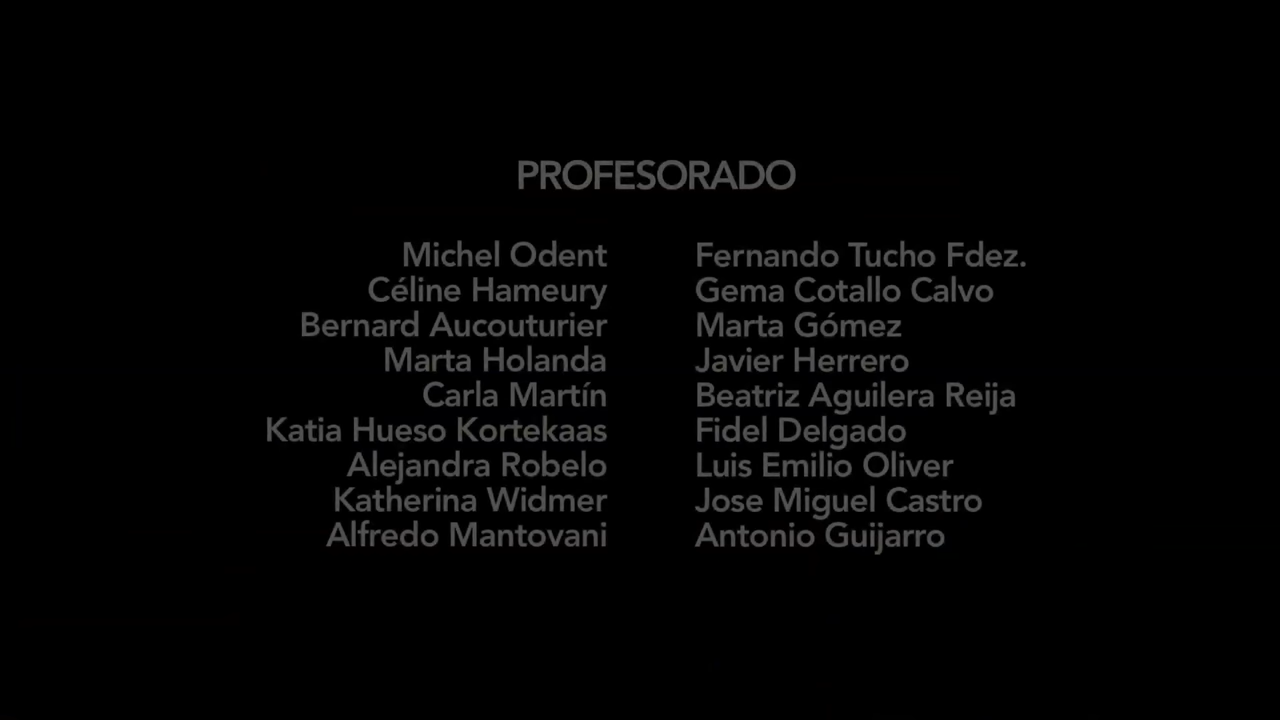 PROFESORADO
Michel Odent
Céline Hameury
Bernard Aucouturier
Marta Holanda
Carla Martín
Katia Hueso Kortekaas
Alejandra Robelo
Katherina Widmer
Alfredo Mantovani
Fernando Tucho Fdez.
Gema Cotallo Calvo
Marta Gómez
Javier Herrero
Beatriz Aguilera Reija
Fidel Delgado
Luis Emilio Oliver
Jose Miguel Castro
Antonio Guijarro